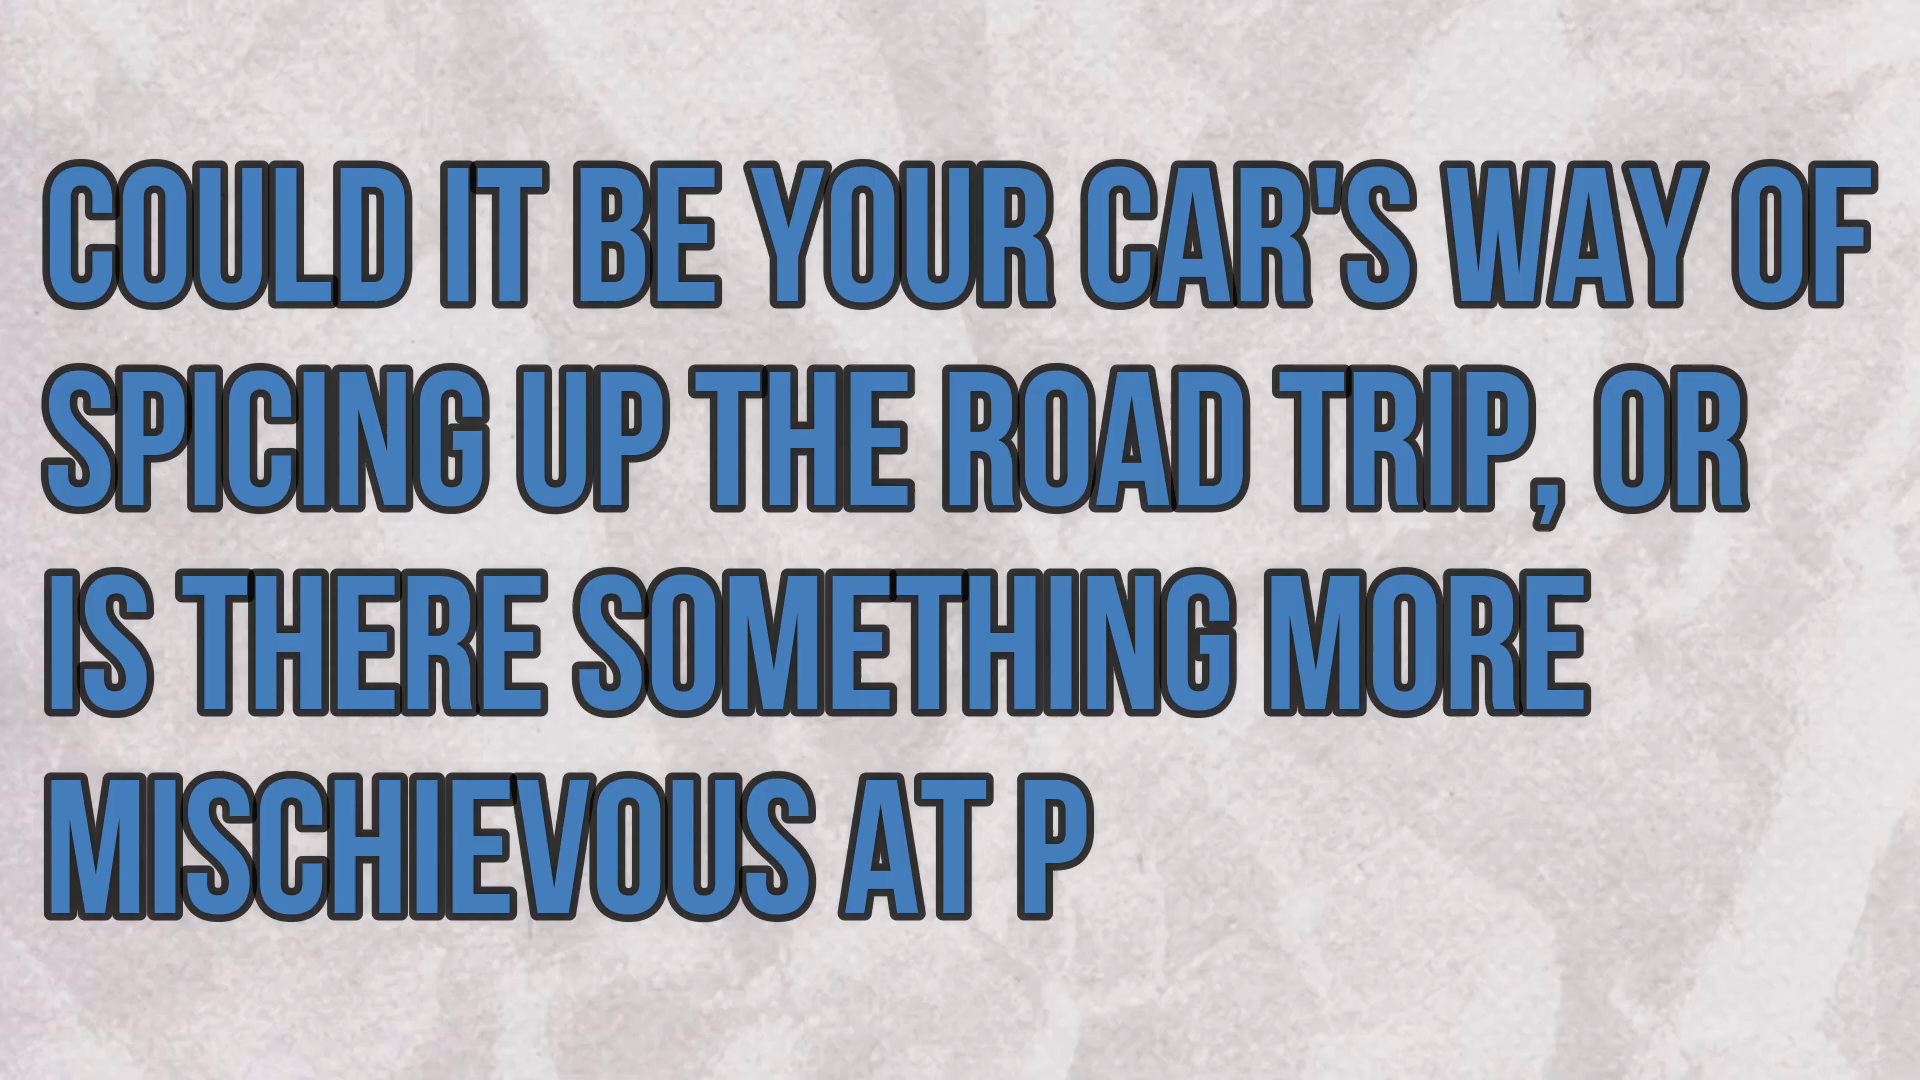 COULD IT BE YOUR CAR'S WAY OF
SPICING UP THE ROAD TRIP, OR
IS THERE SOMETHING MORE
MISCHIEVOUS AT P